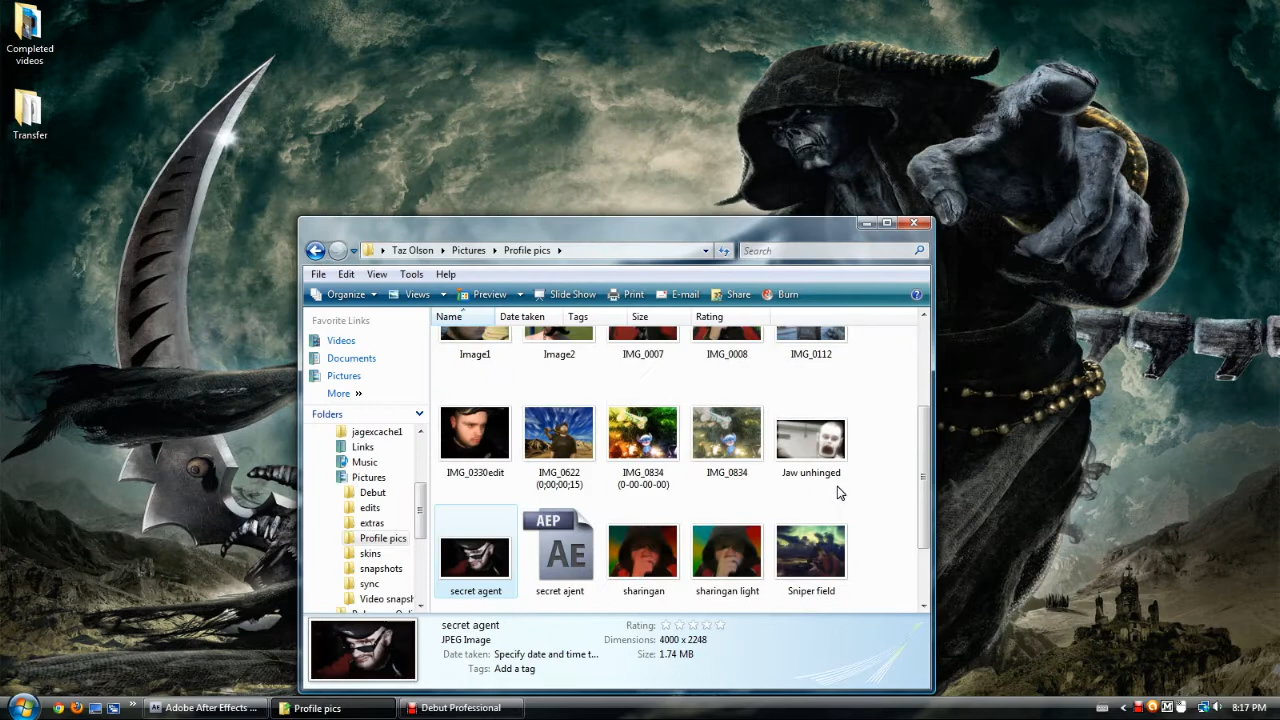 Completed
videos
Transfer
Taz Olson
Pictures
Profile pics
Search
File
Edit
View
Tools
Help
Organize
Views
Preview
Slide Show
Print
E-mail
Share
Burn
Favorite Links
Videos
Documents
Pictures
More »
Folders
jagexcache1
Links
Music
Pictures
Debut
edits
extras
Profile pics
skins
snapshots
sync
Video snapsh
Name
Date taken
Tags
Size
Rating
Image1
Image2
IMG_0007
IMG_0008
IMG_0112
IMG_0330edit
IMG_0622
(0;00;00;15)
IMG_0834
(0-00-00-00)
IMG_0834
Jaw unhinged
AEP
Ae
secret agent
secret ajent
sharingan
sharingan light
Sniper field
secret agent
JPEG Image
Date taken: Specify date and time t...
Tags: Add a tag
Rating:
Dimensions: 4000 x 2248
Size: 1.74 MB
Ae Adobe After Effects ...
Profile pics
Debut Professional
8:17 PM